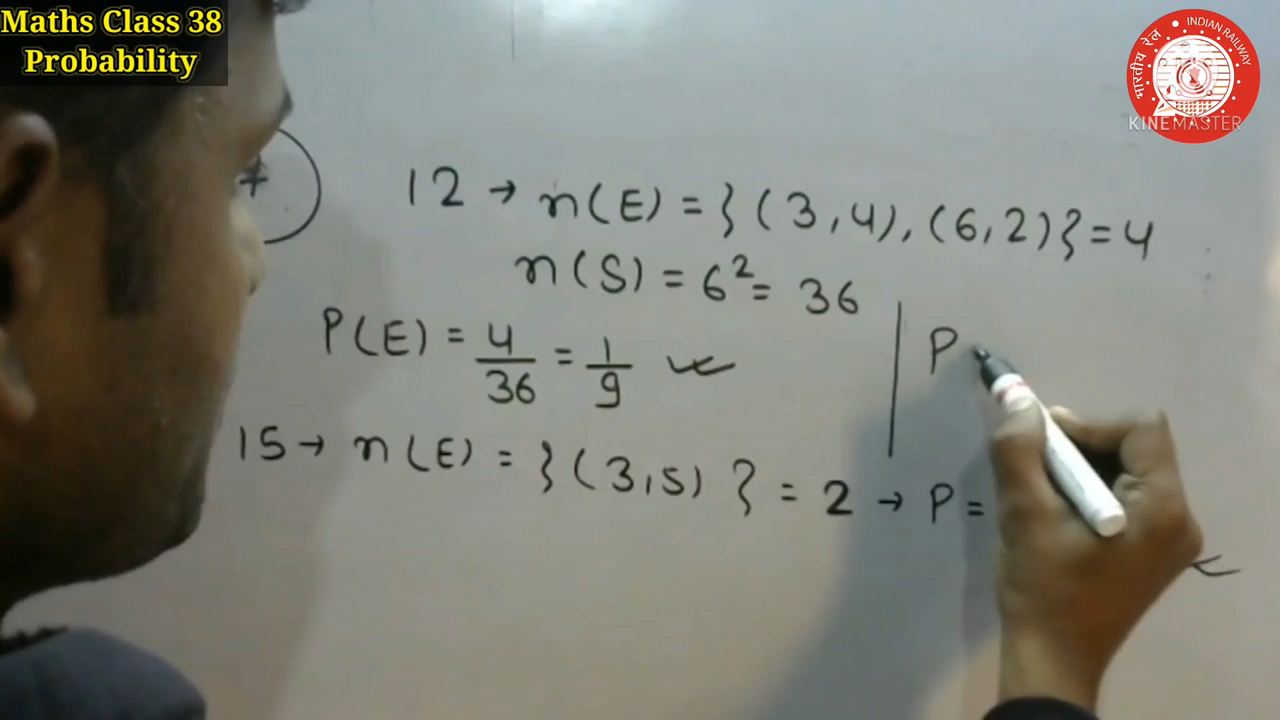 Maths Class 38
Probability
भारतीय रेल INDIAN RAILWAY
KINEMASTER
*
12 → n(E) = }(3,4), (6,2)} = 4
n(S) = 6² = 36
P(E) = 4/36 = 1/9
P
15 → n(E) = }(3,5) } = 2 → P =